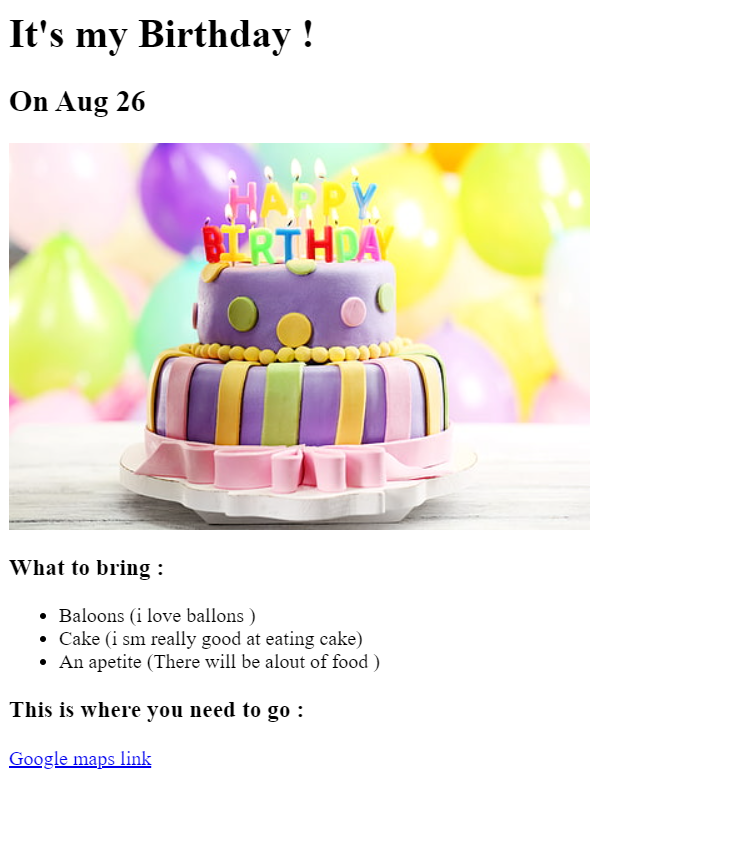 It's my Birthday !
On Aug 26
HAPPY
BIRTHDAY
What to bring :
Baloons (i love ballons )
Cake (i sm really good at eating cake)
An apetite (There will be alout of food )
This is where you need to go :
Google maps link